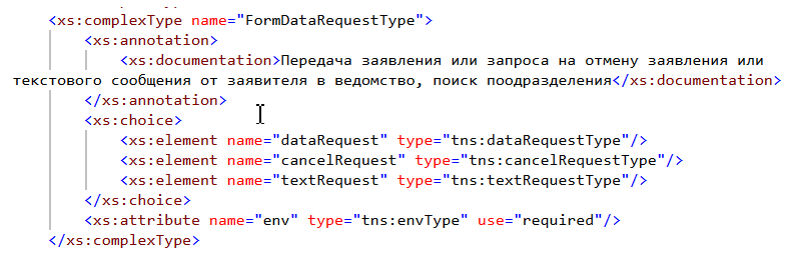 <xs:complexType name="FormDataRequestType">
<xs:annotation>
<xs:documentation>Передача заявления или запроса на отмену заявления или
текстового сообщения от заявителя в ведомство, поиск поодразделения</xs:documentation>
</xs:annotation>
<xs:choice>
<xs:element name="dataRequest" type="tns:dataRequestType"/>
<xs:element name="cancelRequest" type="tns:cancelRequestType"/>
<xs:element name="textRequest" type="tns:textRequestType"/>
</xs:choice>
<xs:attribute name="env" type="tns:envType" use="required"/>
</xs:complexType>